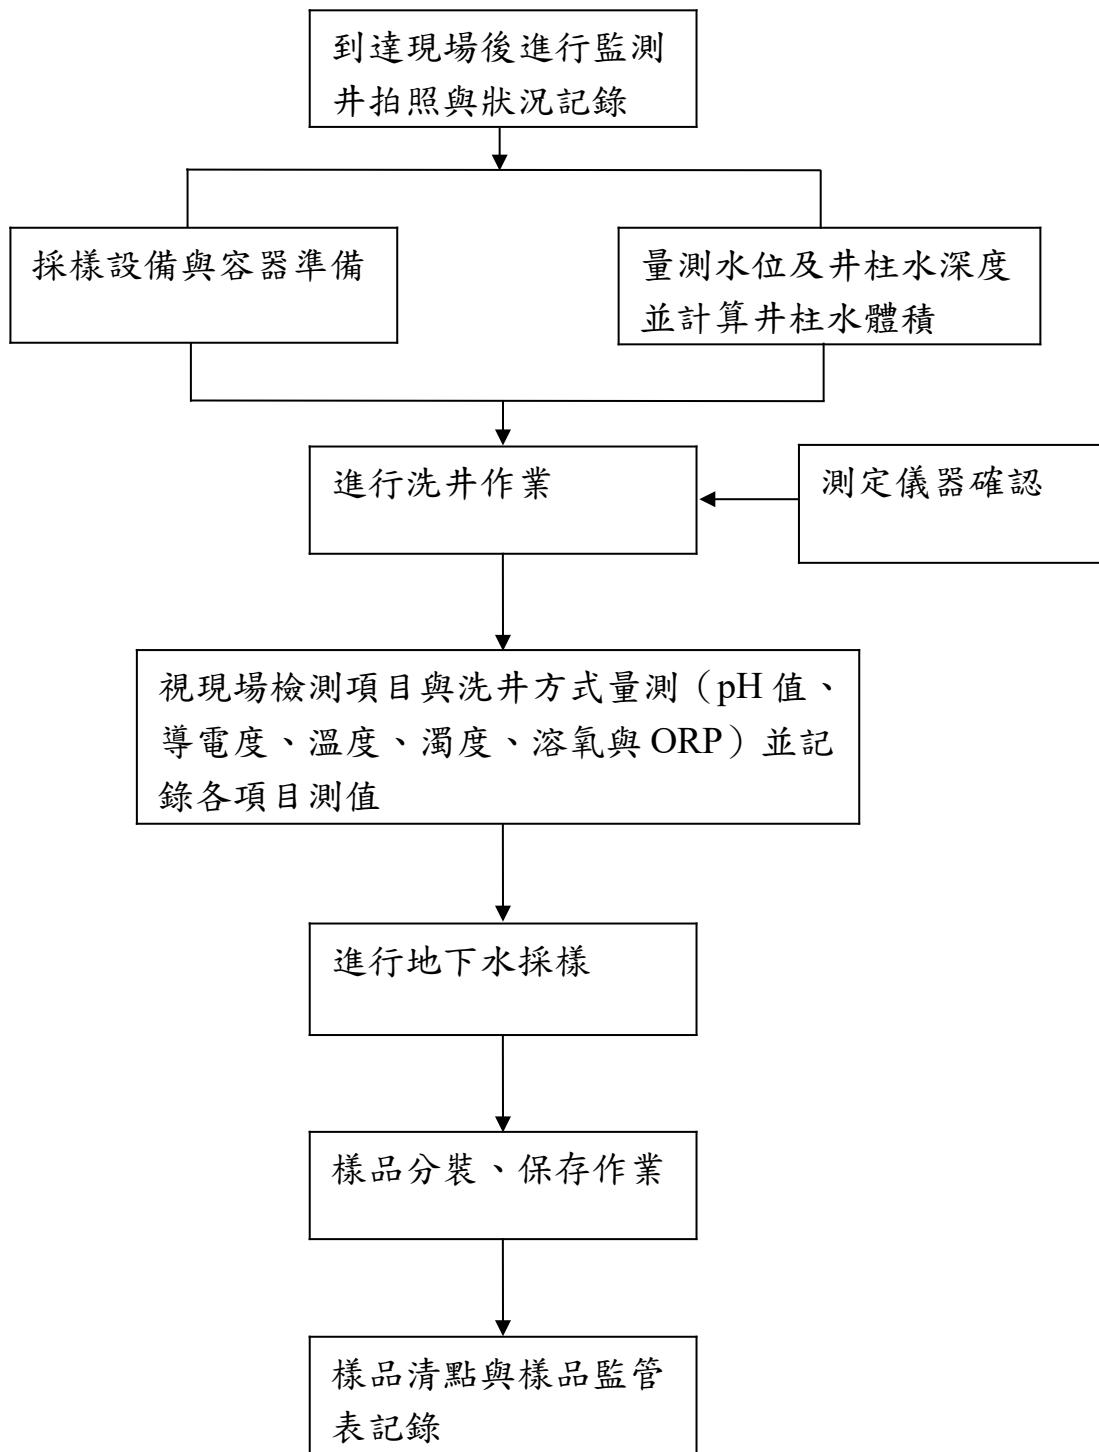 到達現場後進行監測
井拍照與狀況記錄
採樣設備與容器準備
量測水位及井柱水深度
並計算井柱水體積
進行洗井作業
測定儀器確認
視現場檢測項目與洗井方式量測（pH 值、
導電度、溫度、濁度、溶氧與 ORP）並記
錄各項目測值
進行地下水採樣
樣品分裝、保存作業
樣品清點與樣品監管
表記錄